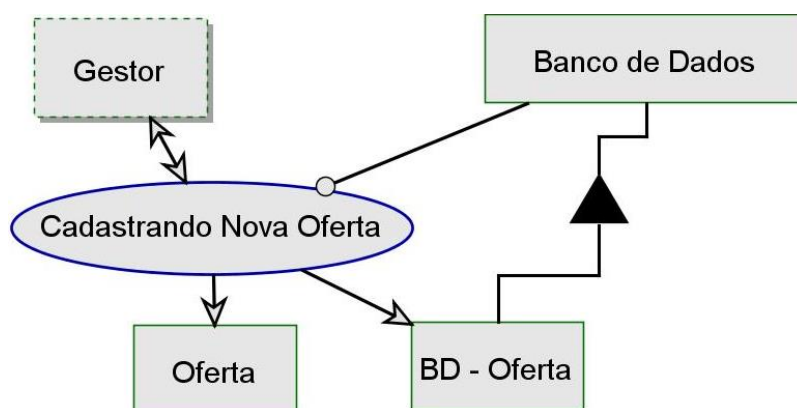 Gestor
Banco de Dados
Cadastrando Nova Oferta
Oferta
BD - Oferta